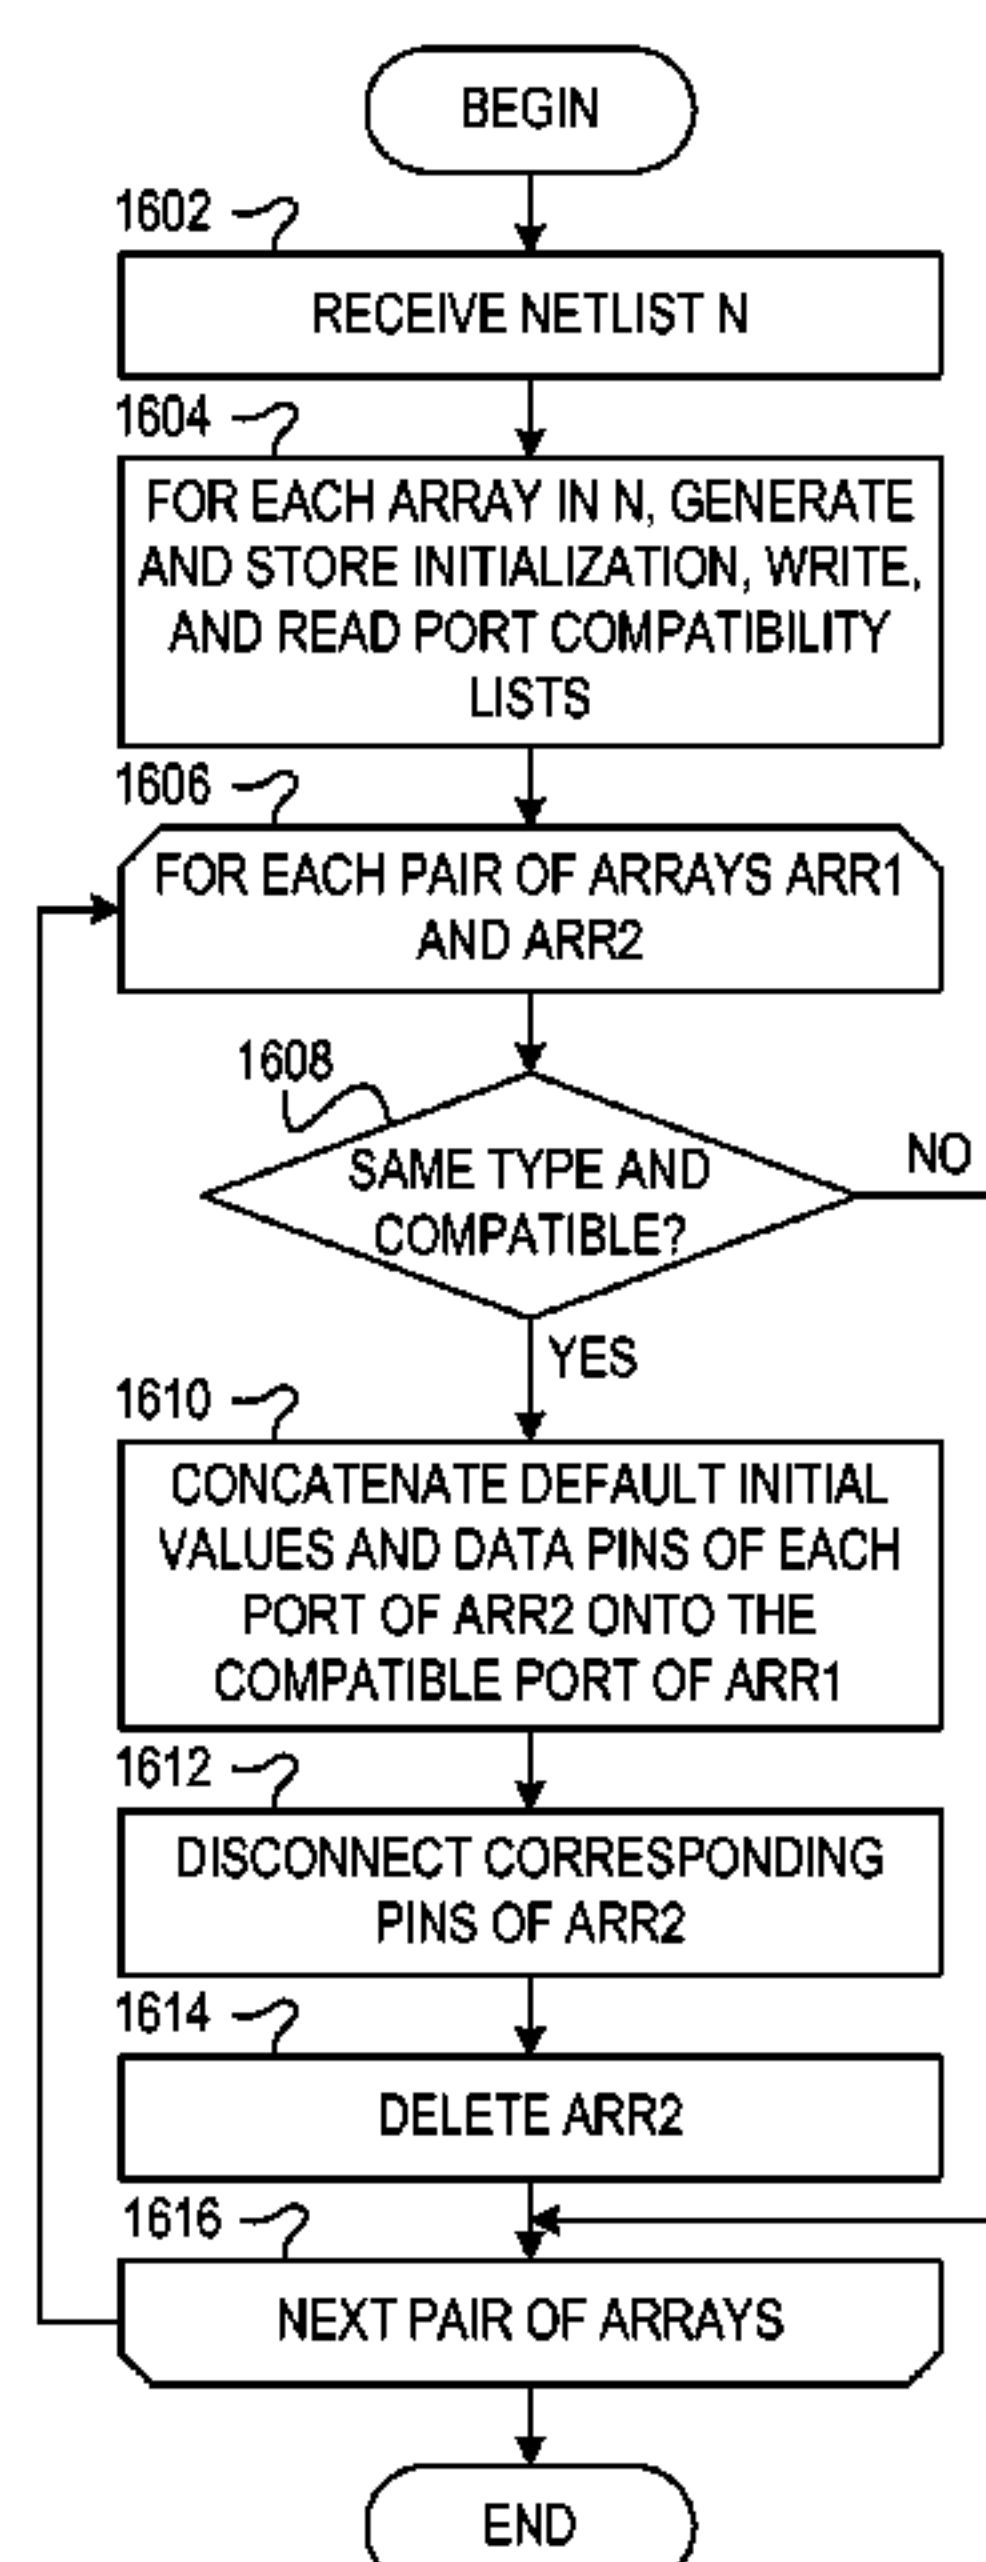 BEGIN
1602
RECEIVE NETLIST N
1604
FOR EACH ARRAY IN N, GENERATE
AND STORE INITIALIZATION, WRITE,
AND READ PORT COMPATIBILITY
LISTS
1606
FOR EACH PAIR OF ARRAYS ARR1
AND ARR2
1608
SAME TYPE AND
COMPATIBLE?
NO
YES
1610
CONCATENATE DEFAULT INITIAL
VALUES AND DATA PINS OF EACH
PORT OF ARR2 ONTO THE
COMPATIBLE PORT OF ARR1
1612
DISCONNECT CORRESPONDING
PINS OF ARR2
1614
DELETE ARR2
1616
NEXT PAIR OF ARRAYS
END